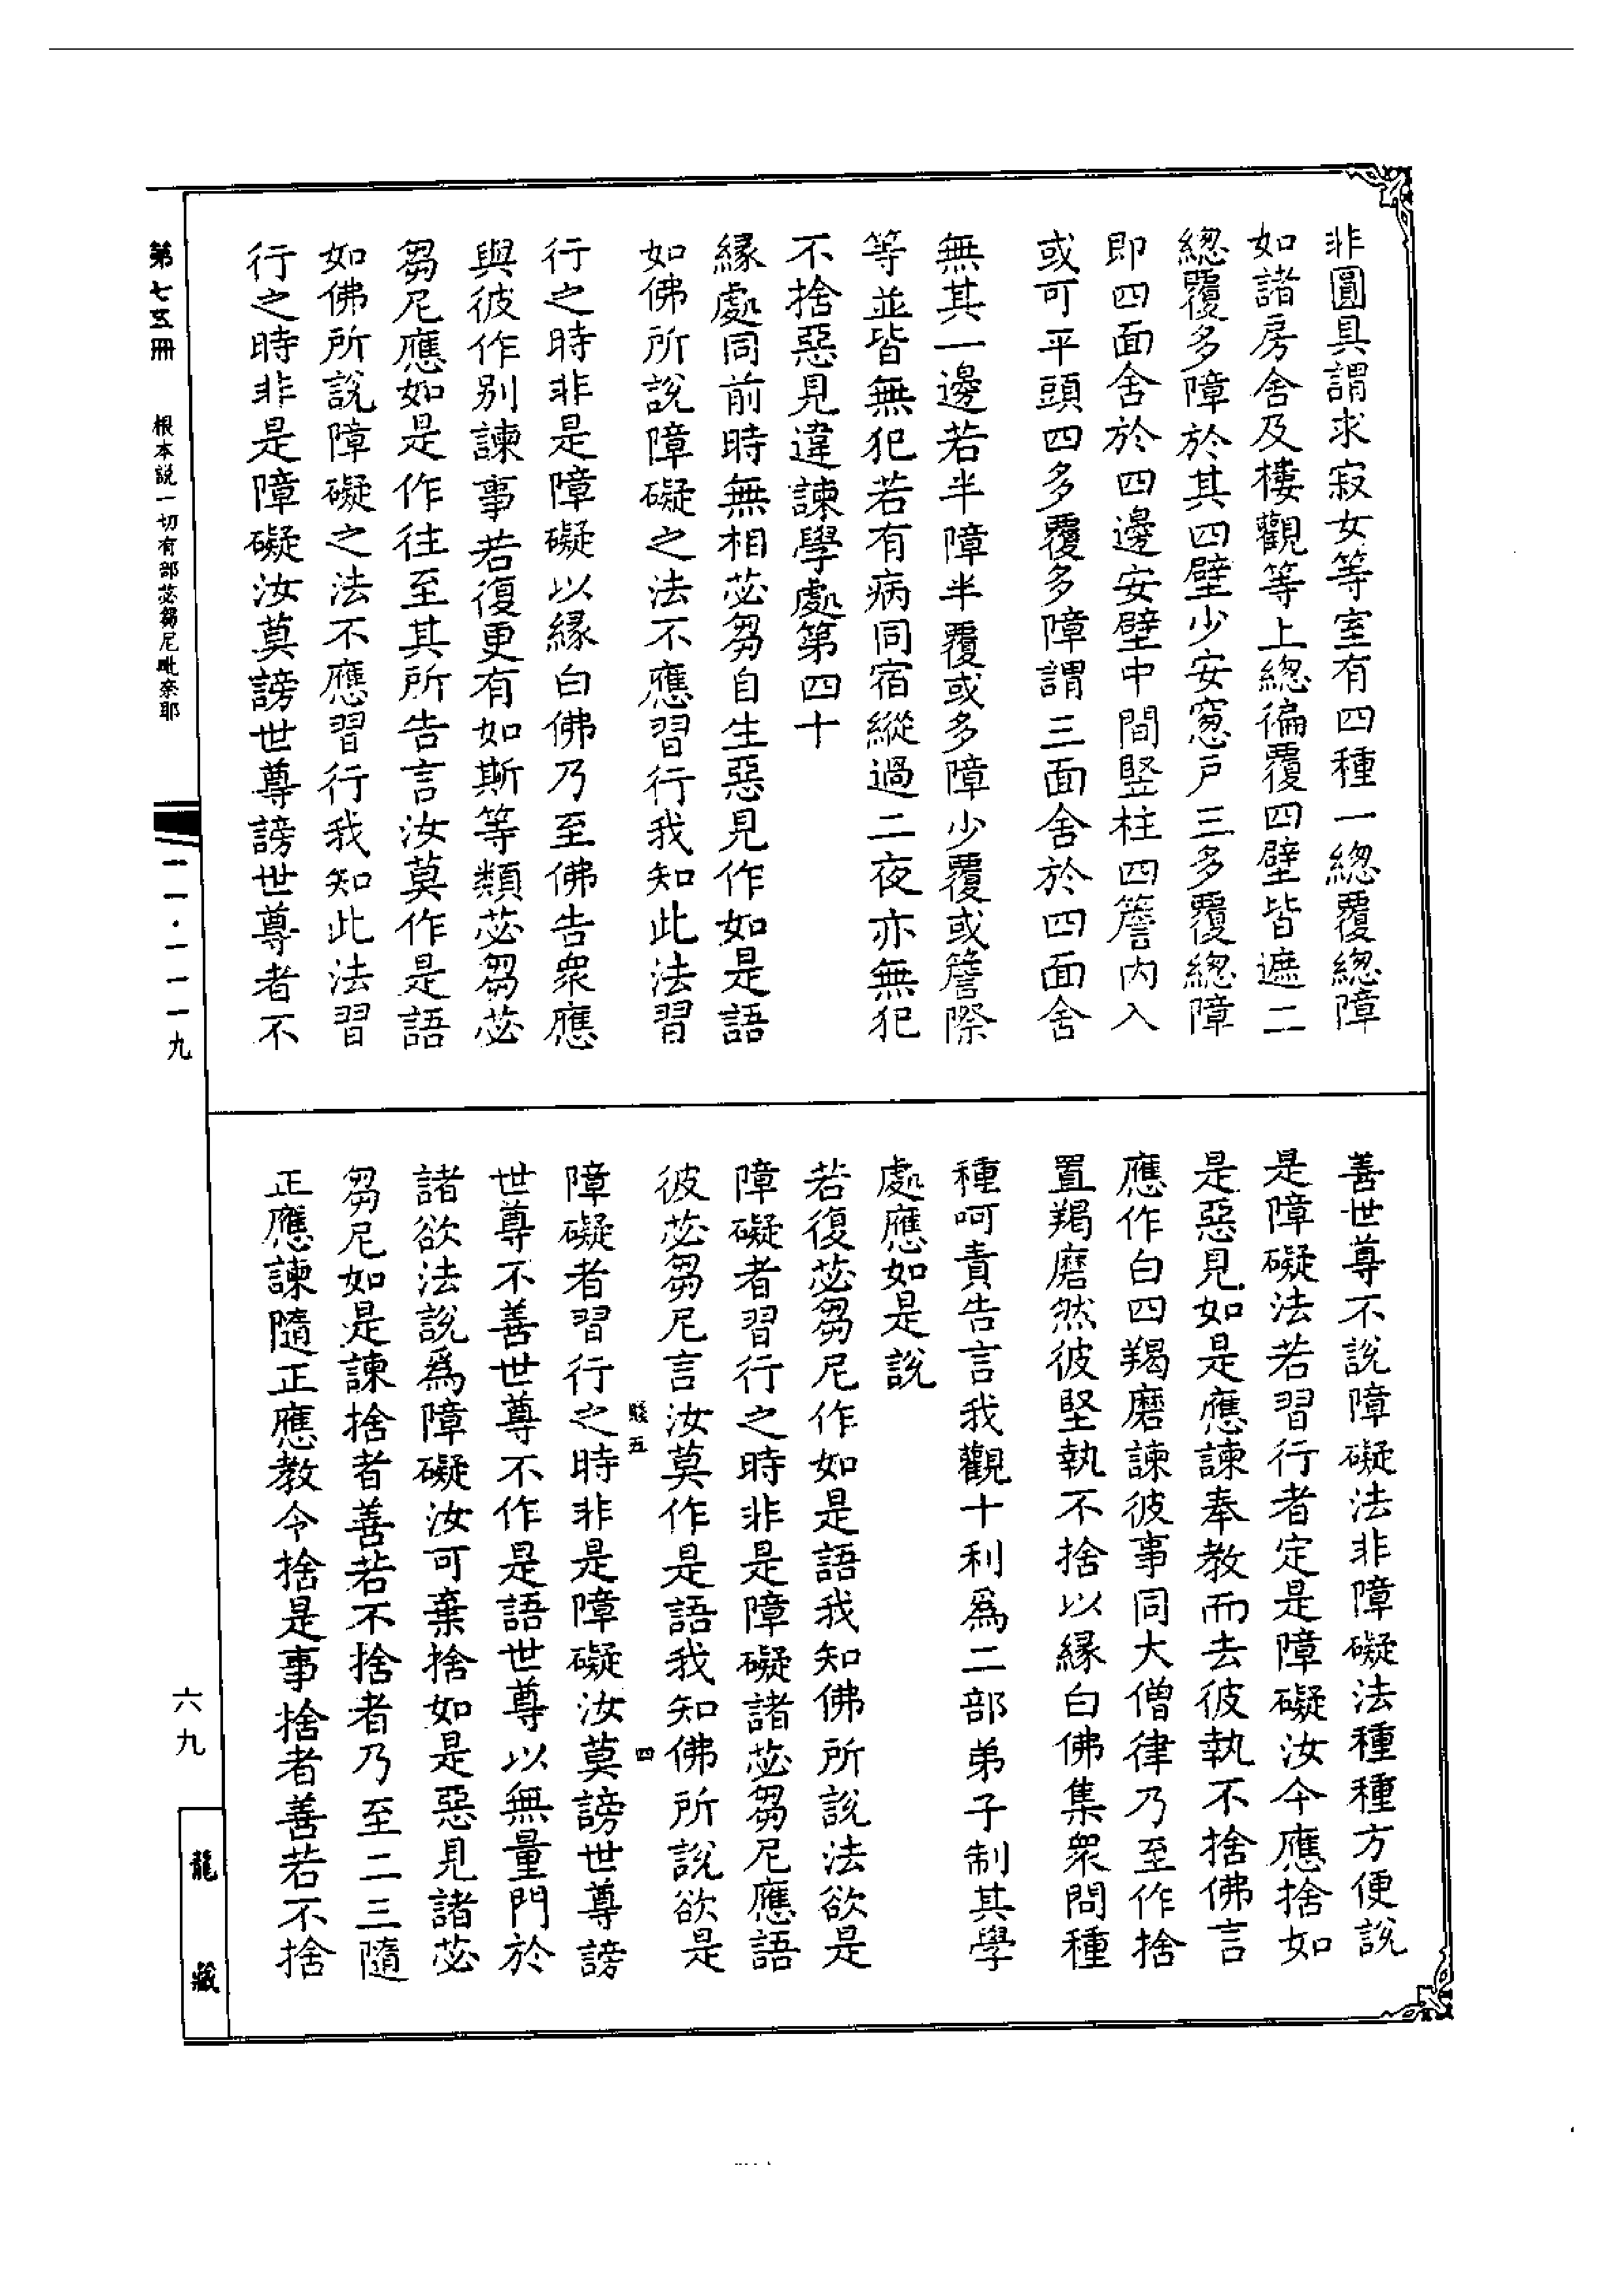 非圓具謂求寂女等室有四種一緫覆緫障
如諸房舍及樓觀等上緫徧覆四壁皆遮二
緫覆多障於其四壁少安窻戸三多覆緫障
即四面舍於四邊安壁中間竪柱四簷内入
或可平頭四多覆多障謂三面舍於四面舍
無其一邊若半障半覆或多障少覆或簷際
等並皆無犯若有病同宿縱過二夜亦無犯
不捨惡見違諫學處第四十
縁處同前時無相苾芻自生惡見作如是語
如佛所說障礙之法不應習行我知此法習
行之時非是障礙以縁白佛乃至佛告衆應
與彼作别諫事若復更有如斯等類苾芻苾
芻尼應如是作往至其所告言汝莫作是語
如佛所說障礙之法不應習行我知此法習
行之時非是障礙汝莫謗世尊謗世尊者不
善世尊不說障礙法非障礙法種種方便說
是障礙法若習行者定是障礙汝今應捨如
是惡見如是應諫奉教而去彼執不捨佛言
應作白四羯磨諫彼事同大僧律乃至作捨
置羯磨然彼堅執不捨以縁白佛集衆問種
種呵責告言我觀十利爲二部弟子制其學
處應如是說
若復苾芻尼作如是語我知佛所說法欲是
障礙者習行之時非是障礙諸苾芻尼應語
彼苾芻尼言汝莫作是語我知佛所說欲是
障礙者習行之時非是障礙汝莫謗世尊謗
世尊不善世尊不作是語世尊以無量門於
諸欲法說爲障礙汝可棄捨如是惡見諸苾
芻尼如是諫捨者善若不捨者乃至二三隨
正應諫隨正應教令捨是事捨者善若不捨
五
四
第七五冊
根本説一切有部苾芻尼毗奈耶
二一·一一一九
六九
龍藏